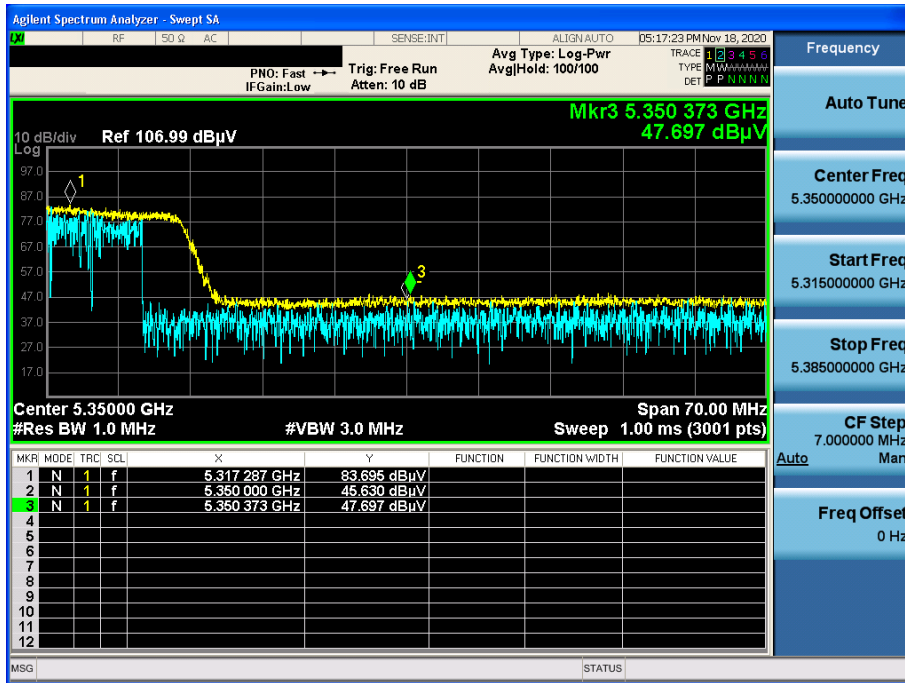 Agilent Spectrum Analyzer - Swept SA
LXI RF 50 Ω AC SENSE:INT ALIGN AUTO 05:17:23 PM Nov 18, 2020
Frequency
PNO: Fast Trig: Free Run Avg Type: Log-Pwr TRACE 1 2 3 4 5 6
IFGain:Low Atten: 10 dB Avg|Hold: 100/100 TYPE M W W W W W
DET P P N N N N
Auto Tune
Mkr3 5.350 373 GHz
47.697 dBµV
10 dB/div Ref 106.99 dBµV
Log
97.0
87.0
77.0
67.0
57.0
47.0
37.0
27.0
17.0
1
3
Center Freq
5.350000000 GHz
Start Freq
5.315000000 GHz
Stop Freq
5.385000000 GHz
Center 5.35000 GHz Span 70.00 MHz
#Res BW 1.0 MHz #VBW 3.0 MHz Sweep 1.00 ms (3001 pts)
CF Step
7.000000 MHz
Auto Man
MKR MODE TRC SCL X Y FUNCTION FUNCTION WIDTH FUNCTION VALUE
1 N 1 f 5.317 287 GHz 83.695 dBµV
2 N 1 f 5.350 000 GHz 45.630 dBµV
3 N 1 f 5.350 373 GHz 47.697 dBµV
4
5
6
7
8
9
10
11
12
Freq Offset
0 Hz
MSG STATUS